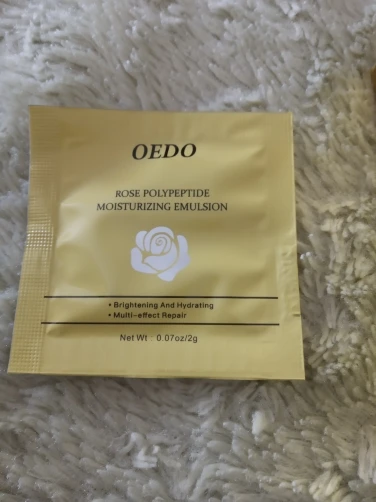 OEDO
ROSE POLYPEPTIDE
MOISTURIZING EMULSION
• Brightening And Hydrating
• Multi-effect Repair
Net Wt : 0.07oz/2g